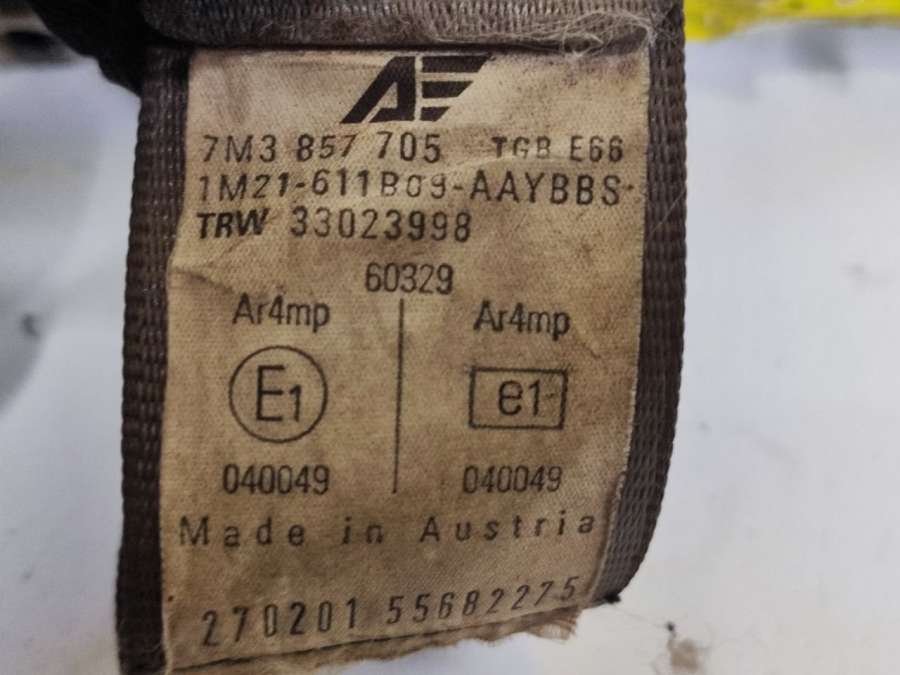 AE
7M3 857 705 TGB E66
1M21-611B09-AAYBBS
TRW 33023998
60329
Ar4mp Ar4mp
E1 e1
040049 040049
Made in Austria
270201 55682275